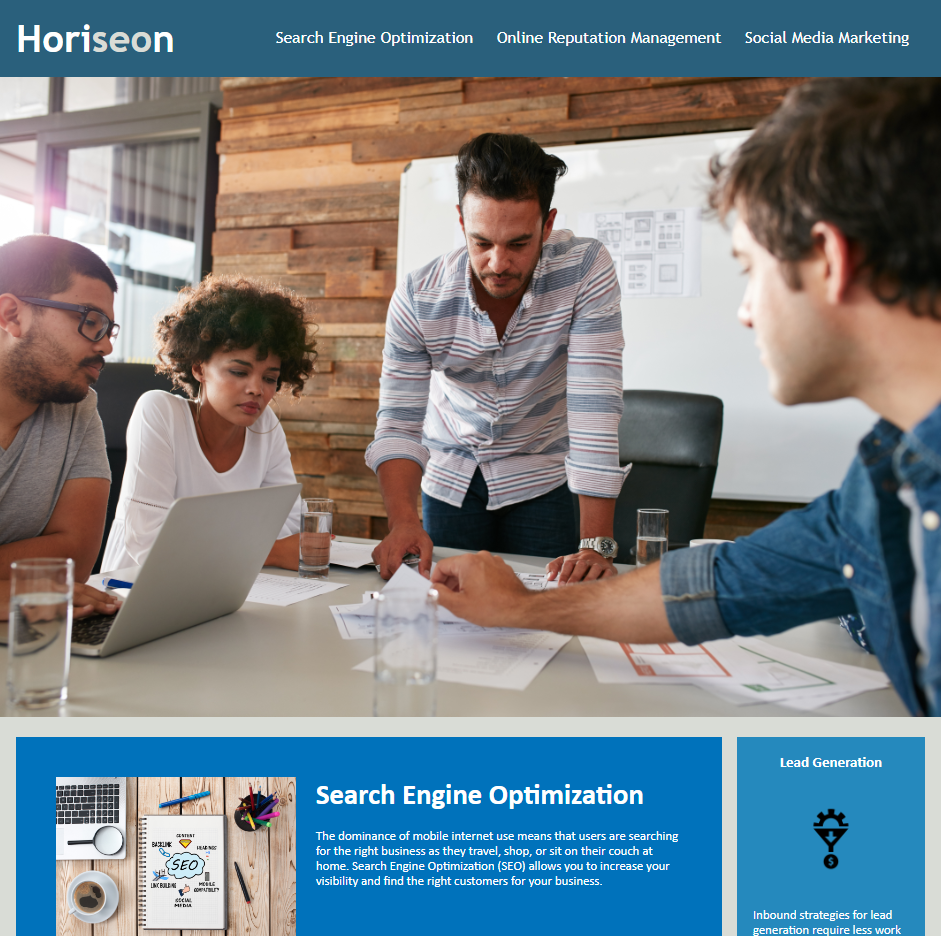 Horiseon
Search Engine Optimization
Online Reputation Management
Social Media Marketing
Search Engine Optimization
The dominance of mobile internet use means that users are searching
for the right business as they travel, shop, or sit on their couch at
home. Search Engine Optimization (SEO) allows you to increase your
visibility and find the right customers for your business.
CONTENT
BACKLINK
KEYWORDS
SEO
LINK BUILDING
MOBILE
COMPATIBILITY
SOCIAL
MEDIA
Lead Generation
$
Inbound strategies for lead
generation require less work